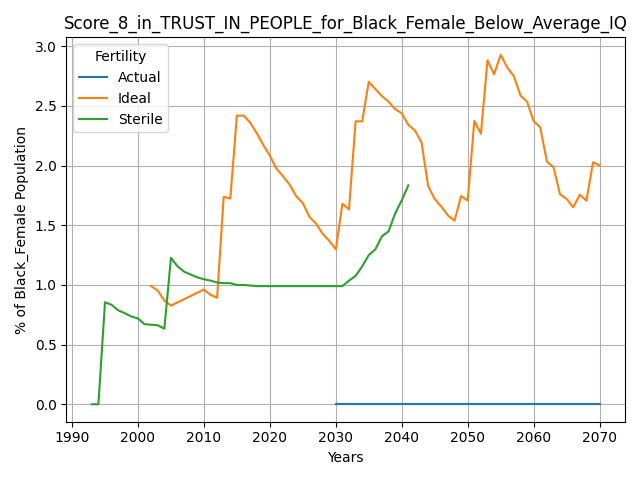 Score_8_in_TRUST_IN_PEOPLE_for_Black_Female_Below_Average_IQ
Fertility
Actual
Ideal
Sterile
% of Black_Female Population
3.0
2.5
2.0
1.5
1.0
0.5
0.0
1990 2000 2010 2020 2030 2040 2050 2060 2070
Years